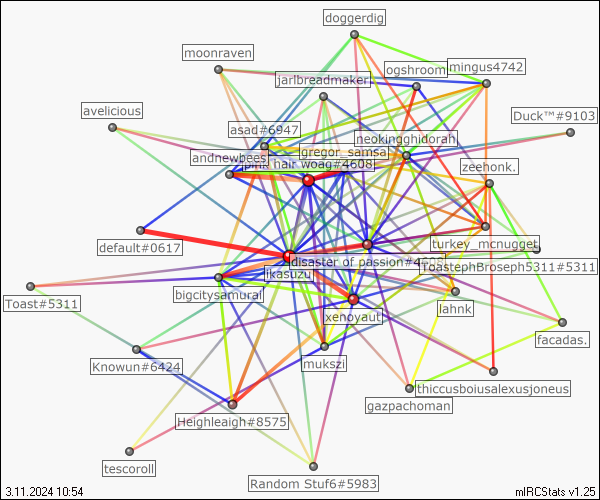 doggerdig
moonraven
ogshroom
mingus4742
jarlbreadmaker
avelicious
Duck™#9103
asad#6947
neokingghidorah
gregor_samsa
andnewbees
pink hair woag#4608
zeehonk.
default#0617
turkey_mcnugget
disaster of passion#4605
ToastephBroseph5311#5311
ikasuzu
bigcitysamurai
Toast#5311
lahnk
xenoyaut
facadas.
Knowun#6424
mukszi
thiccusboiusalexusjoneus
gazpachoman
Heighleaigh#8575
tescoroll
Random Stuf6#5983
3.11.2024 10:54
mIRCStats v1.25